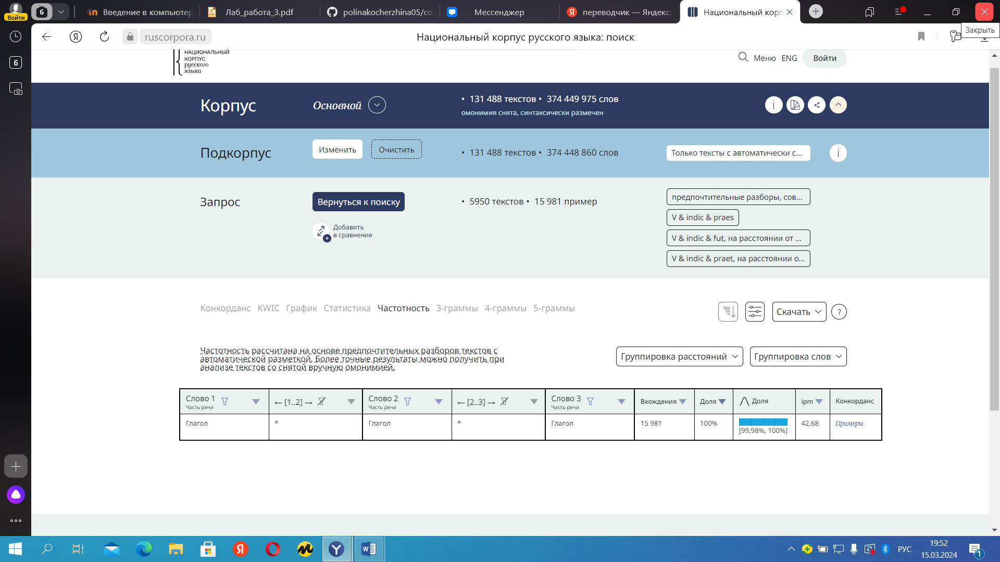 Войти
6
Введение в компьютер
Лаб_работа_3.pdf
polinakocherzhina05/co
Мессенджер
переводчик — Яндекс:
Национальный корп
ruscorpora.ru
Национальный корпус русского языка: поиск
Закрыть
6
НАЦИОНАЛЬНЫЙ
КОРПУС
русского
языка
Меню
ENG
Войти
Корпус
Основной
• 131 488 текстов • 374 449 975 слов
омонимия снята, синтаксически размечен
Подкорпус
Изменить
Очистить
• 131 488 текстов • 374 448 860 слов
Только тексты с автоматически с...
Запрос
Вернуться к поиску
• 5950 текстов • 15 981 пример
Добавить
в сравнение
предпочтительные разборы, сов...
V & indic & praes
V & indic & fut, на расстоянии от ...
V & indic & praet, на расстоянии о...
Конкорданс KWIC График Статистика Частотность 3-граммы 4-граммы 5-граммы
Скачать
?
Частотность рассчитана на основе предпочтительных разборов текстов с
автоматической разметкой. Более точные результаты можно получить при
анализе текстов со снятой вручную омонимией.
Группировка расстояний
Группировка слов
Слово 1
Часть речи
← [1..2] →
Слово 2
Часть речи
← [2..3] →
Слово 3
Часть речи
Вхождения
Доля
Доля
ipm
Конкорданс
Глагол
*
Глагол
*
Глагол
15 981
100%
[99,98%, 100%]
42,68
Примеры
РУС
19:52
15.03.2024
1